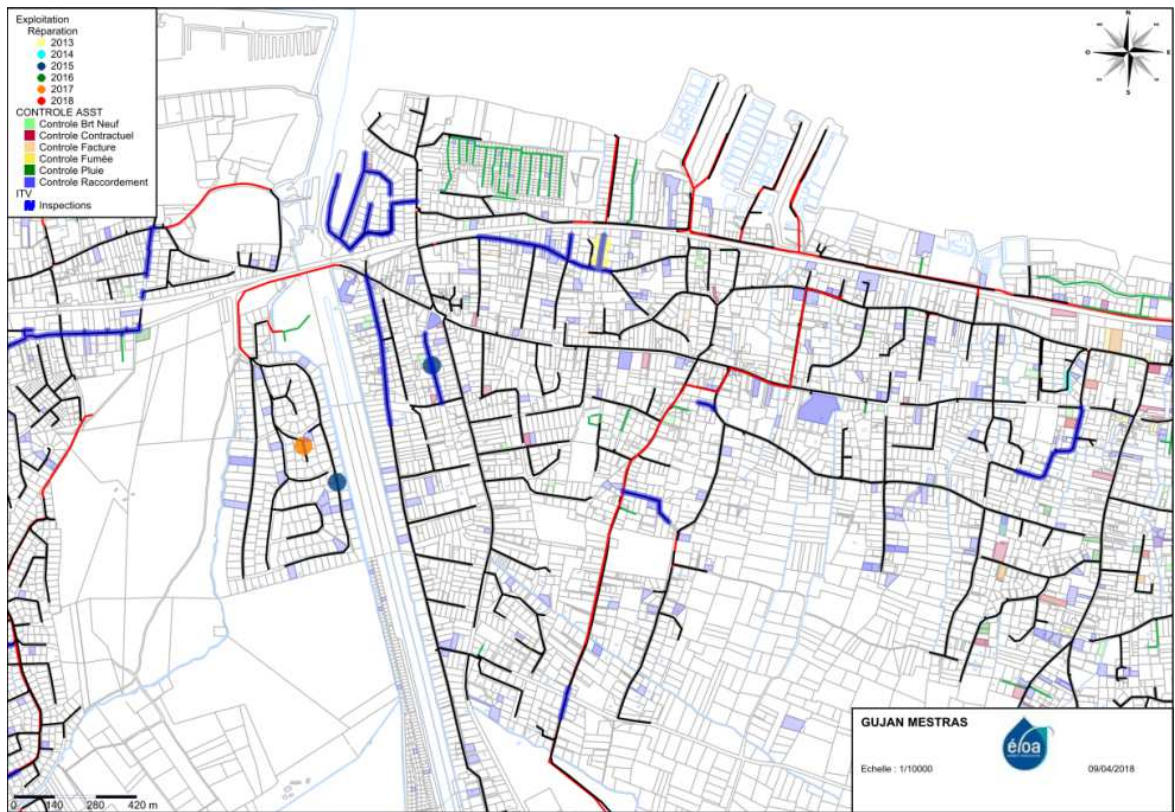 Exploitation
Réparation
2013
2014
2015
2016
2017
2018
CONTROLE ASST
Controle Brt Neuf
Controle Contractuel
Controle Facture
Controle Fumée
Controle Pluie
Controle Raccordement
ITV
Inspections
N
O
E
S
GUJAN MESTRAS
éloa
Echelle : 1/10000
09/04/2018
0 140 280 420 m